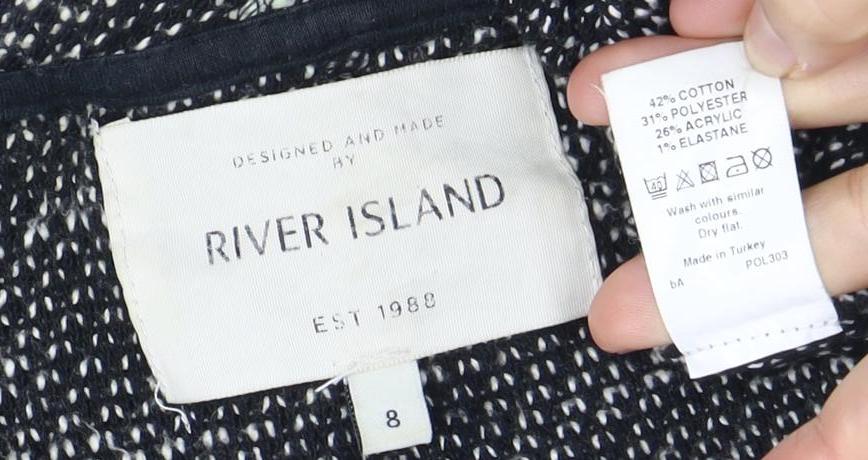 DESIGNED AND MADE
BY
RIVER ISLAND
EST 1988
8
42% COTTON
31% POLYESTER
26% ACRYLIC
1% ELASTANE
40
Wash with similar
colours.
Dry flat.
Made in Turkey
POL303
bA